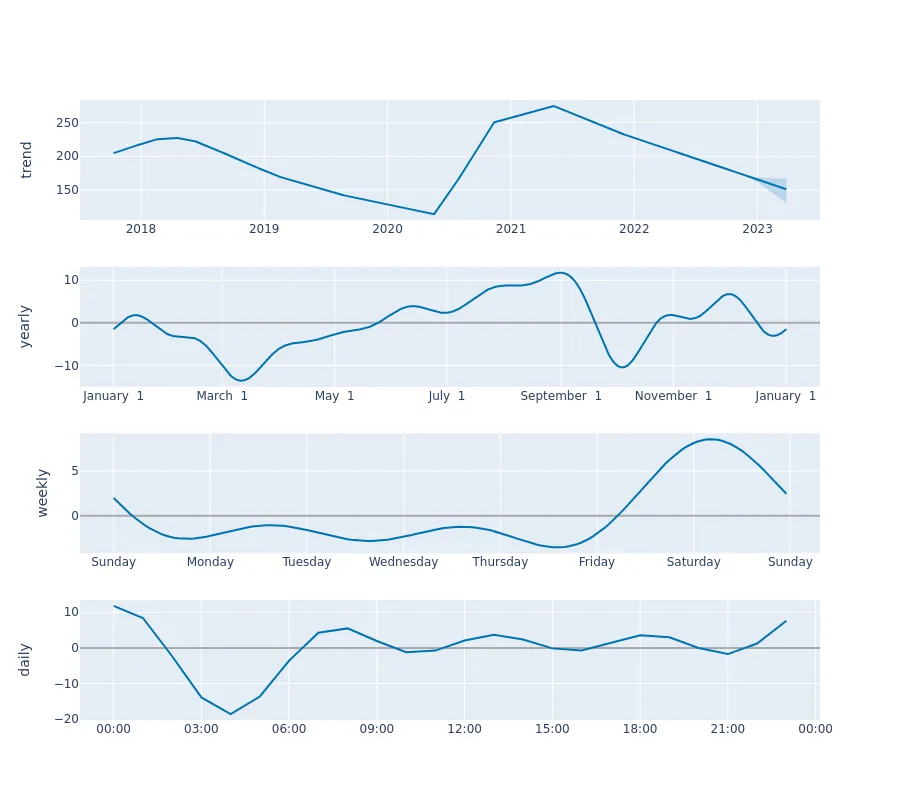 trend
250
200
150
2018 2019 2020 2021 2022 2023
yearly
10
0
−10
January 1 March 1 May 1 July 1 September 1 November 1 January 1
weekly
5
0
Sunday Monday Tuesday Wednesday Thursday Friday Saturday Sunday
daily
10
0
−10
−20
00:00 03:00 06:00 09:00 12:00 15:00 18:00 21:00 00:00